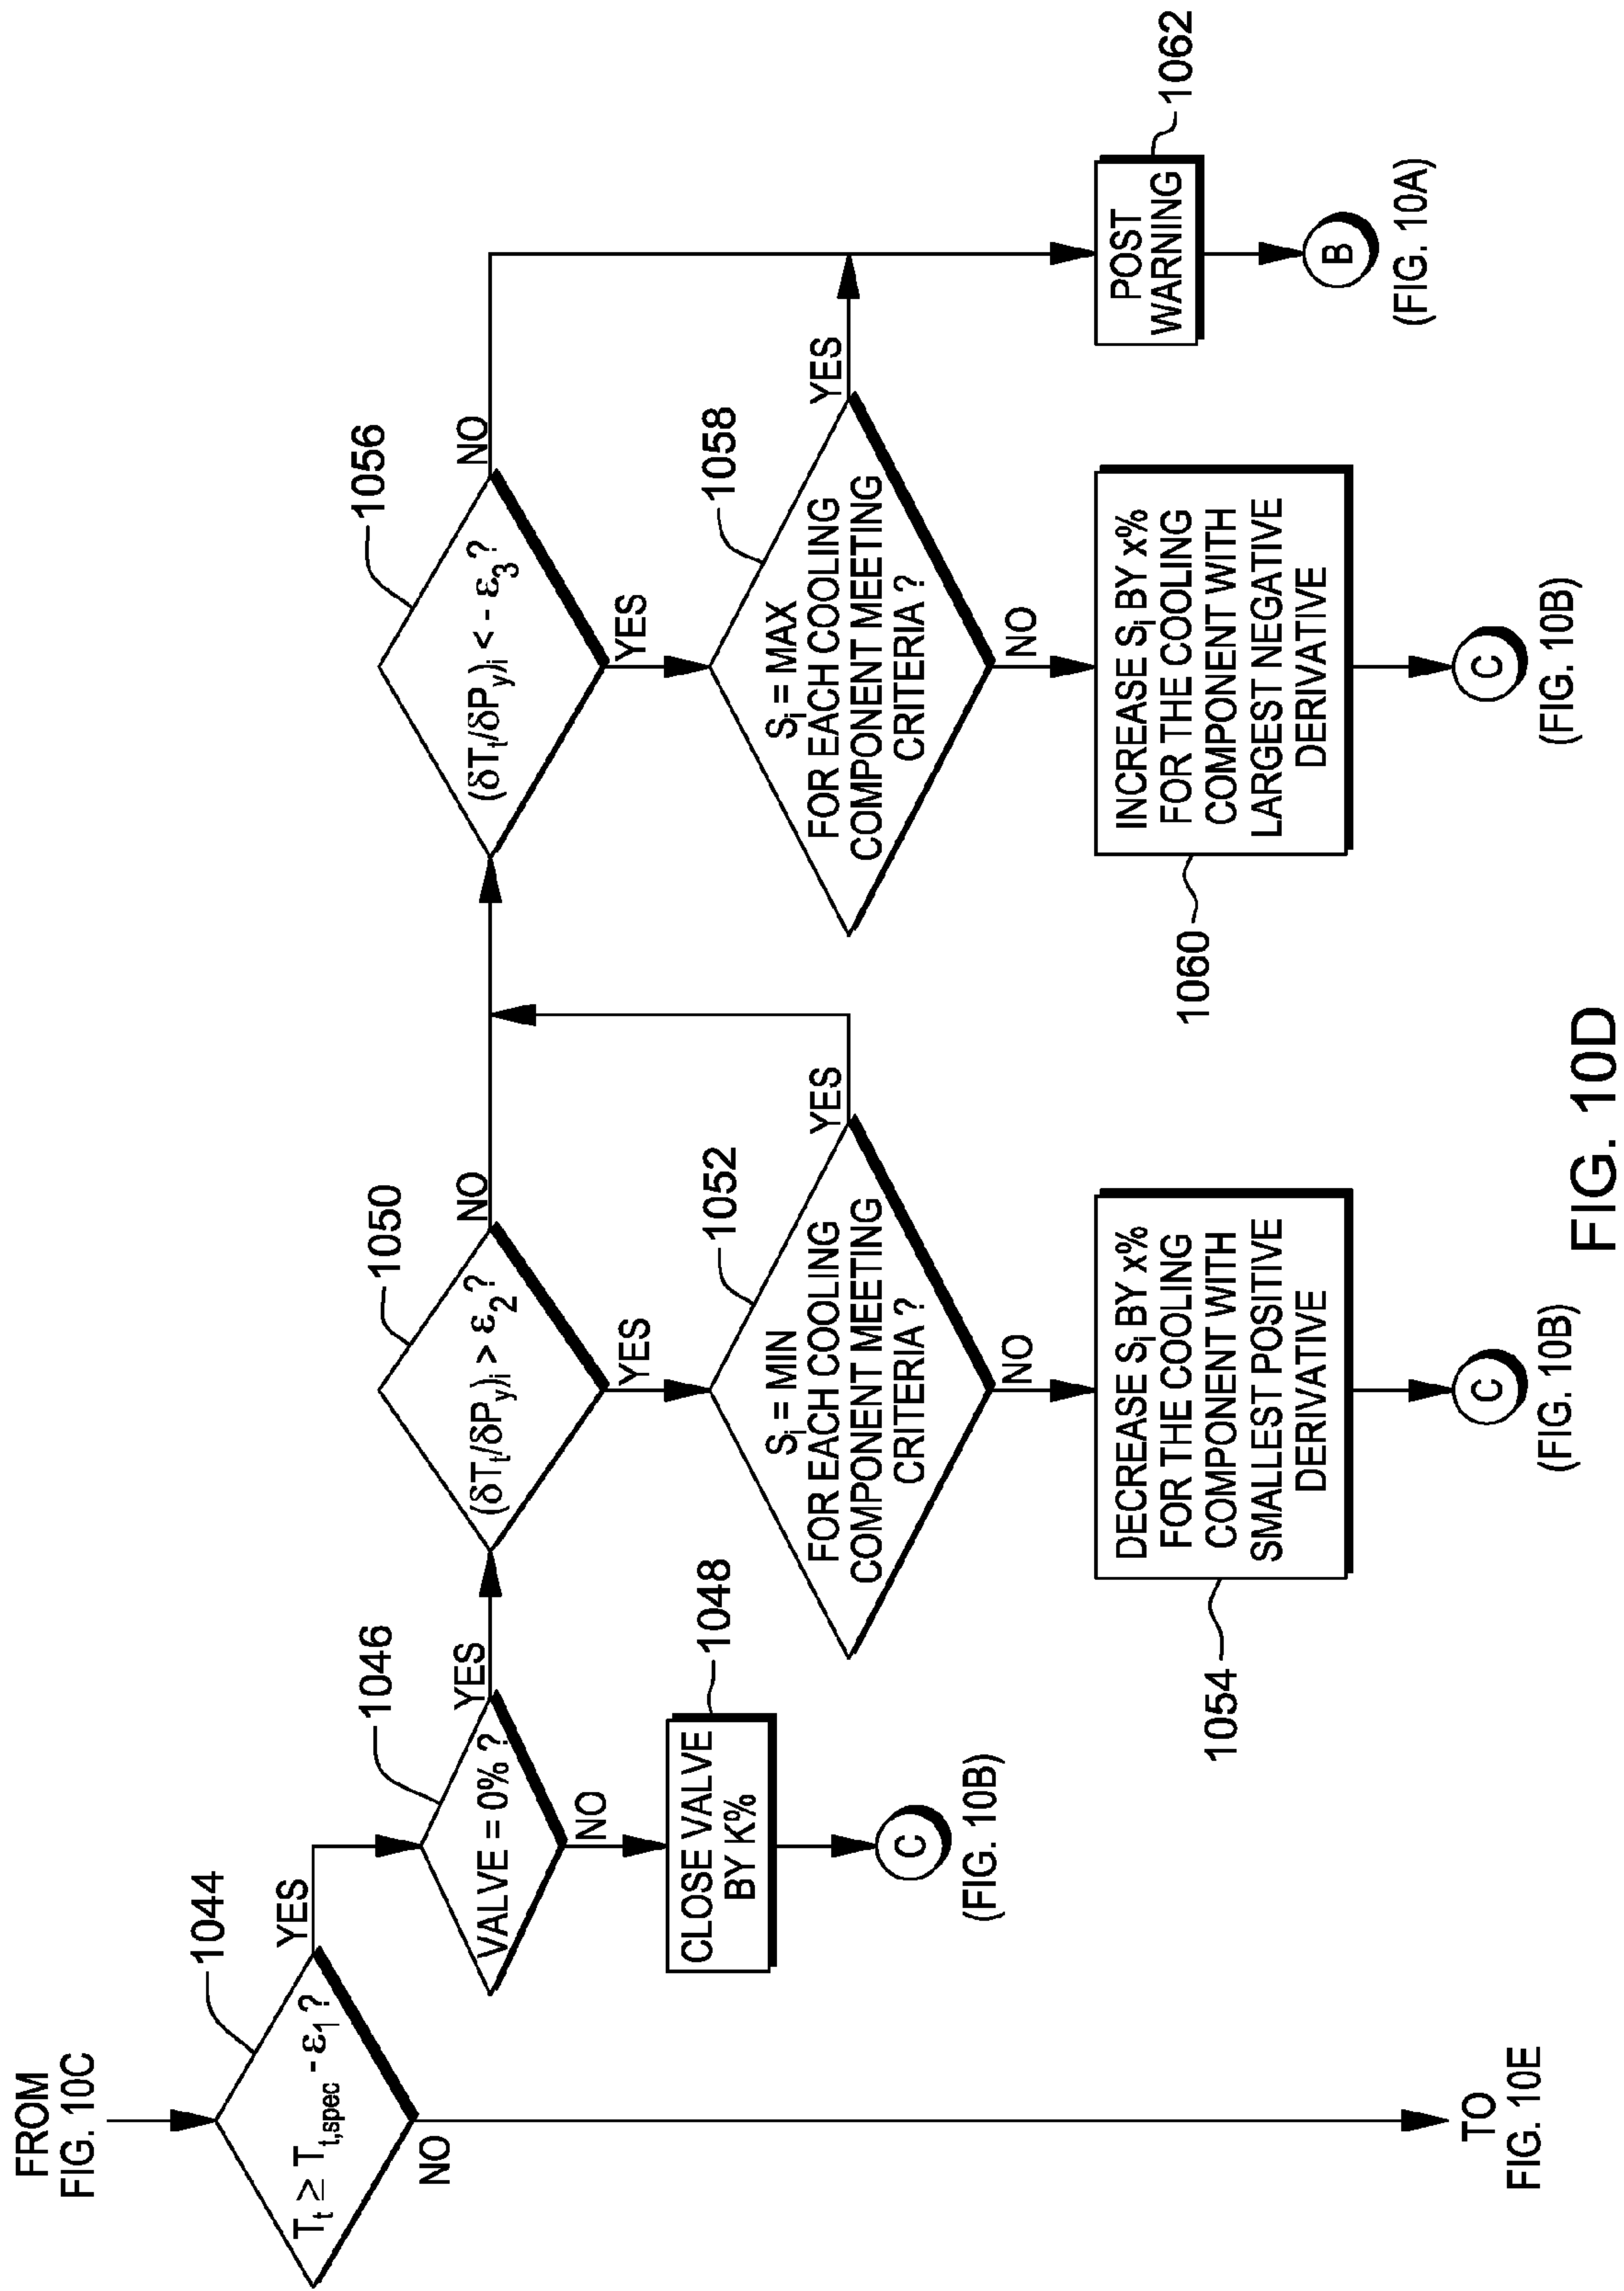 FROM
FIG. 10C
1044
T_t ≥ T_t,spec - ε_1 ?
YES
NO
TO
FIG. 10E
1046
VALVE = 0% ?
YES
NO
1048
CLOSE VALVE
BY K%
C
(FIG. 10B)
1050
(δT_t/δP_y)_i > ε_2 ?
NO
YES
1052
S_i = MIN
FOR EACH COOLING
COMPONENT MEETING
CRITERIA ?
YES
NO
1054
DECREASE S_i BY x%
FOR THE COOLING
COMPONENT WITH
SMALLEST POSITIVE
DERIVATIVE
C
(FIG. 10B)
1056
(δT_t/δP_y)_i < - ε_3 ?
NO
YES
1058
S_i = MAX
FOR EACH COOLING
COMPONENT MEETING
CRITERIA ?
YES
NO
1060
INCREASE S_i BY x%
FOR THE COOLING
COMPONENT WITH
LARGEST NEGATIVE
DERIVATIVE
C
(FIG. 10B)
1062
POST
WARNING
B
(FIG. 10A)
FIG. 10D